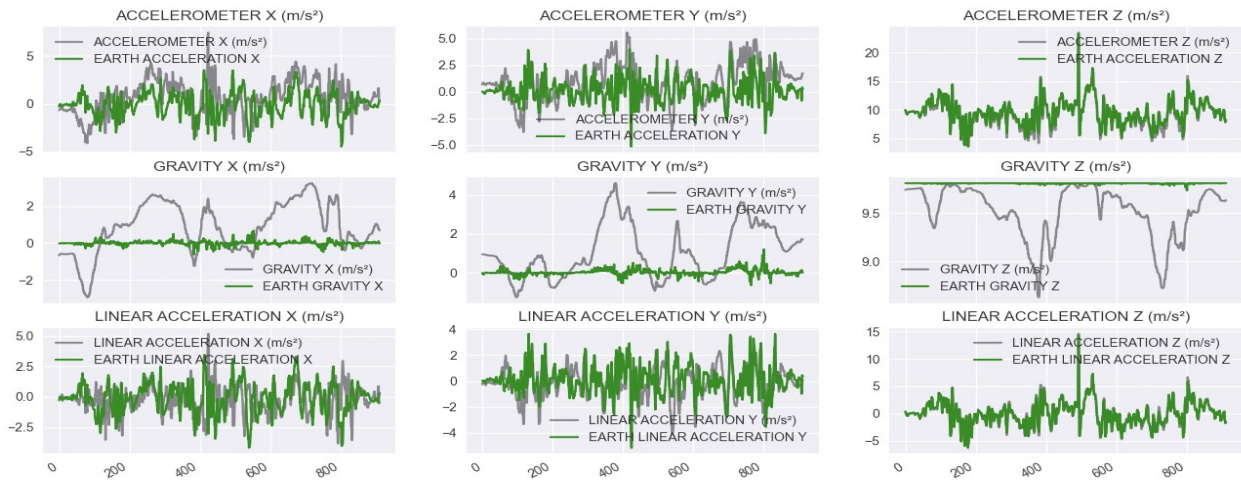 ACCELEROMETER X (m/s²)
ACCELEROMETER X (m/s²)
EARTH ACCELERATION X
5
0
−5
ACCELEROMETER Y (m/s²)
5.0
2.5
0.0
−2.5
−5.0
ACCELEROMETER Y (m/s²)
EARTH ACCELERATION Y
ACCELEROMETER Z (m/s²)
ACCELEROMETER Z (m/s²)
EARTH ACCELERATION Z
20
15
10
5
GRAVITY X (m/s²)
2
0
−2
GRAVITY X (m/s²)
EARTH GRAVITY X
GRAVITY Y (m/s²)
GRAVITY Y (m/s²)
EARTH GRAVITY Y
4
2
0
GRAVITY Z (m/s²)
9.5
9.0
GRAVITY Z (m/s²)
EARTH GRAVITY Z
LINEAR ACCELERATION X (m/s²)
LINEAR ACCELERATION X (m/s²)
EARTH LINEAR ACCELERATION X
5.0
2.5
0.0
−2.5
0 200 400 600 800
LINEAR ACCELERATION Y (m/s²)
4
2
0
−2
−4
LINEAR ACCELERATION Y (m/s²)
EARTH LINEAR ACCELERATION Y
0 200 400 600 800
LINEAR ACCELERATION Z (m/s²)
LINEAR ACCELERATION Z (m/s²)
EARTH LINEAR ACCELERATION Z
15
10
5
0
−5
0 200 400 600 800